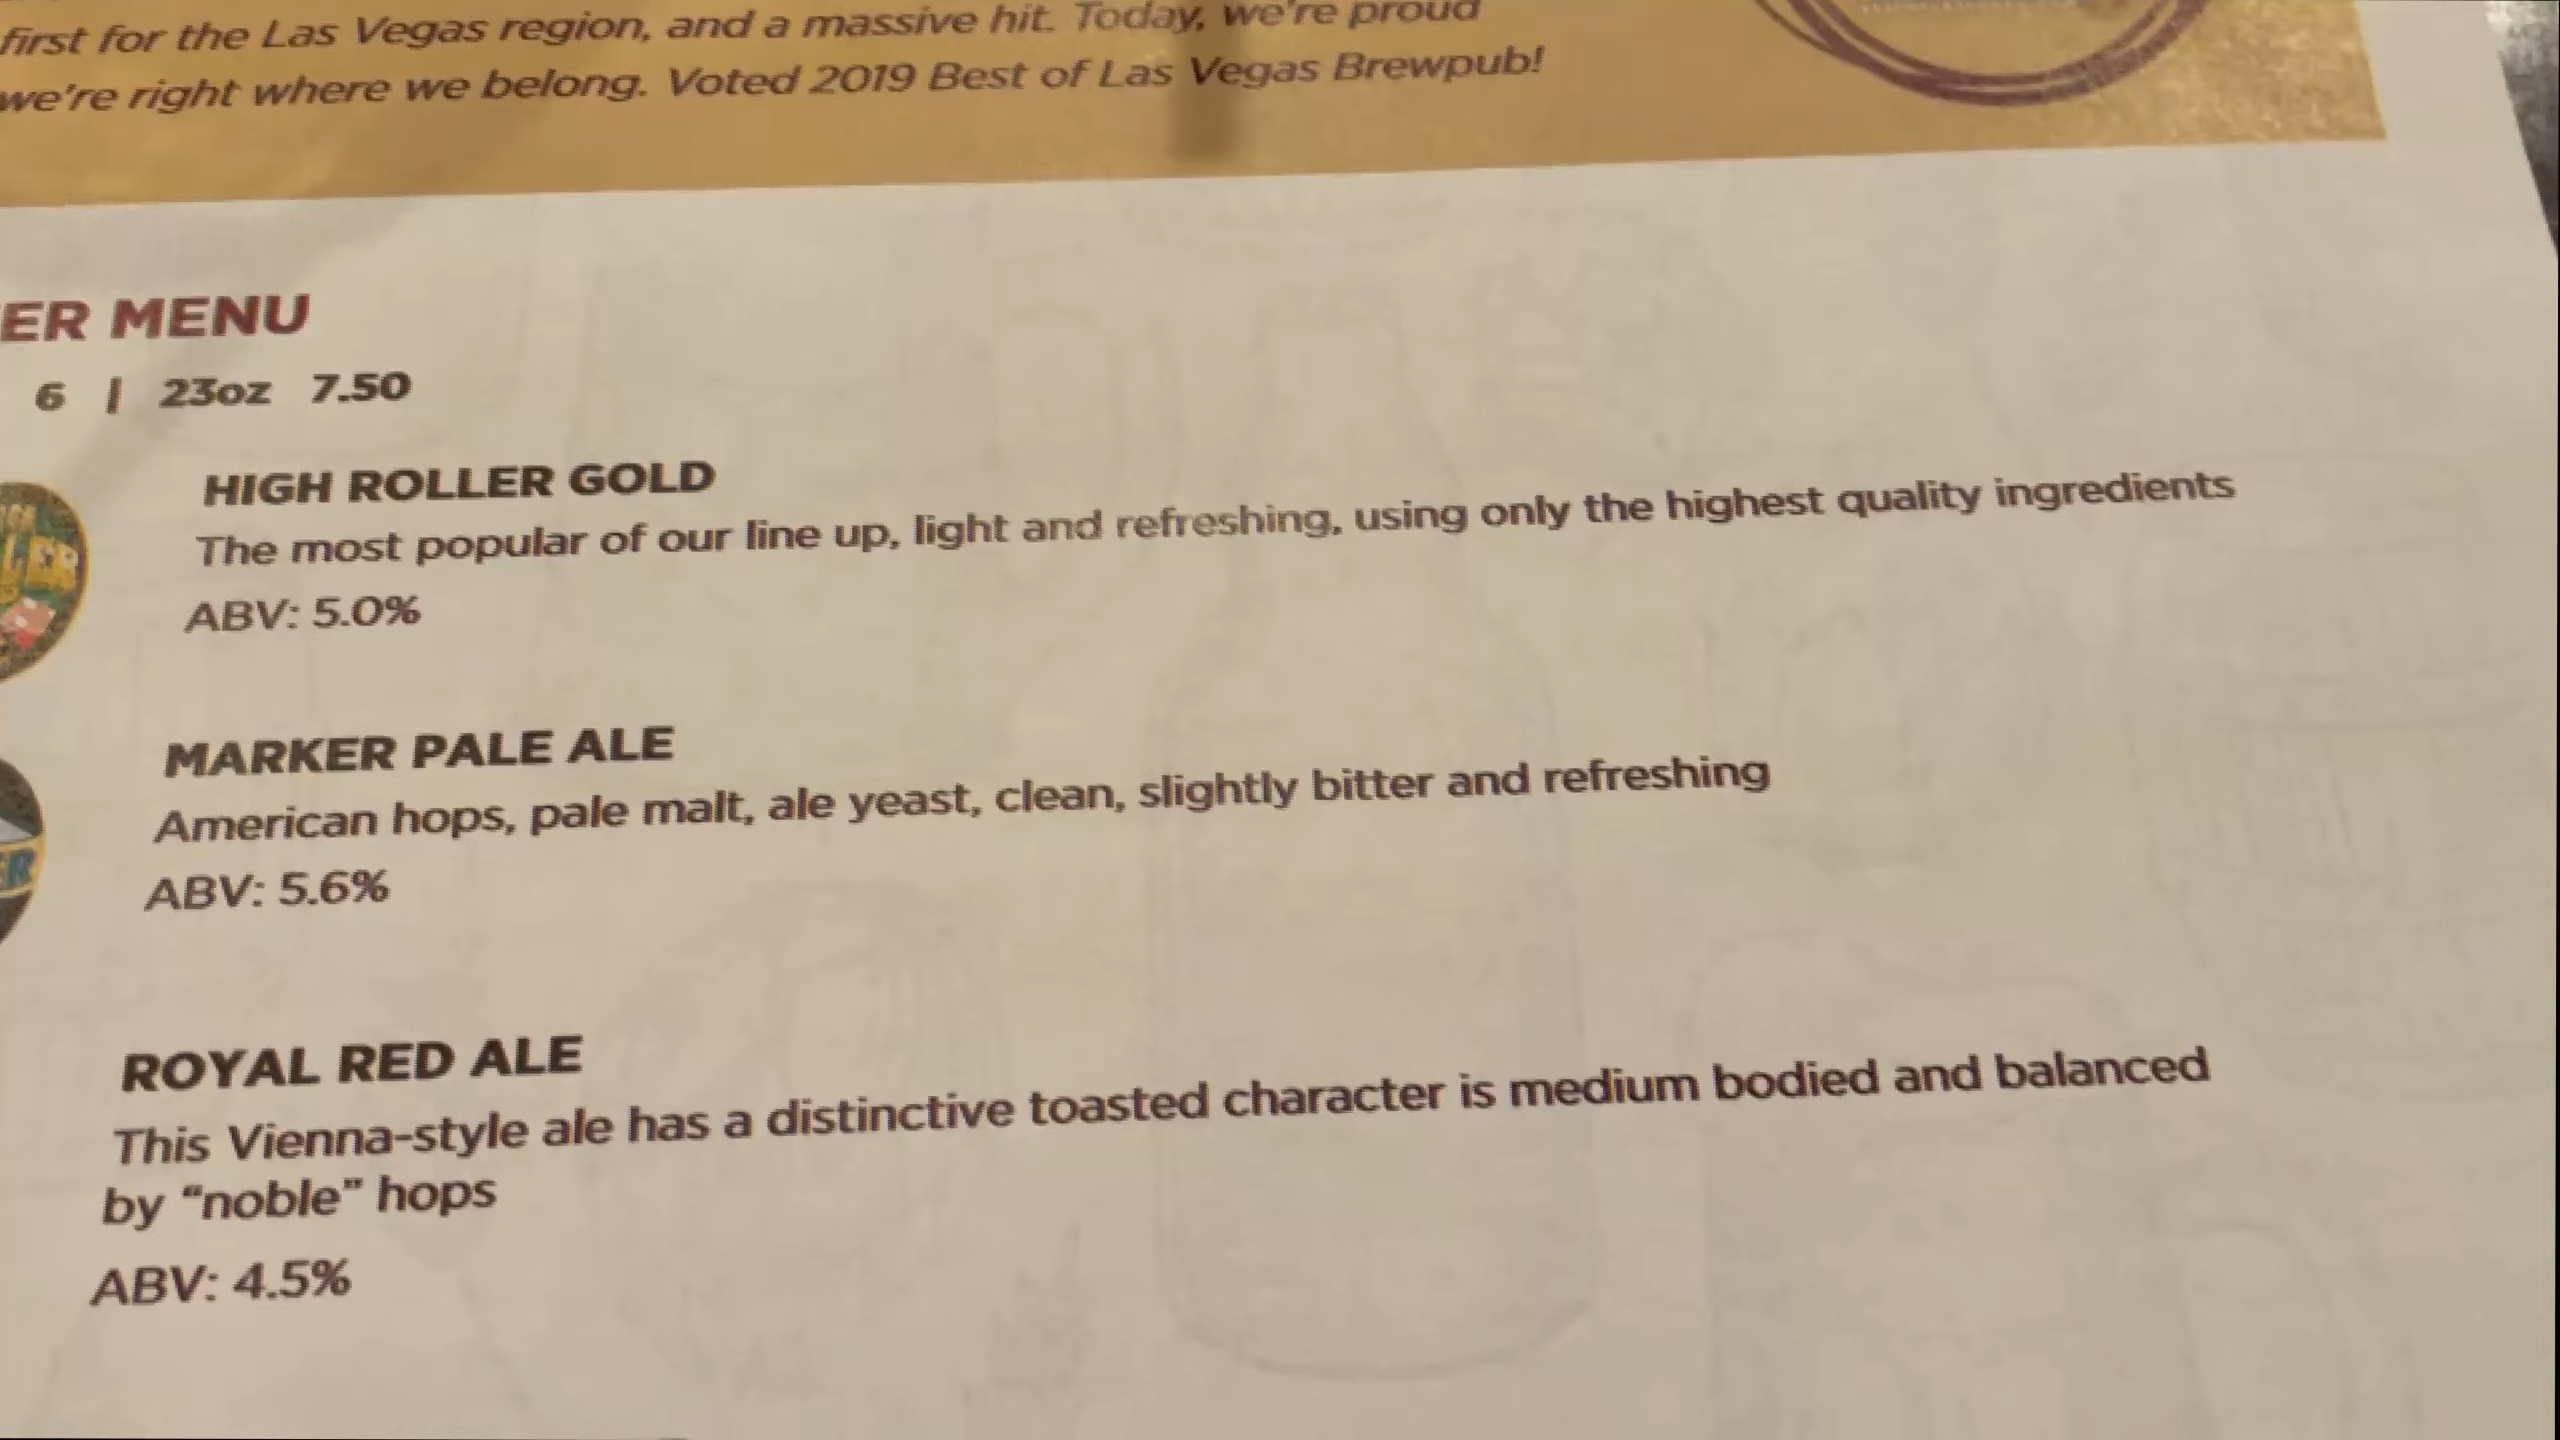 first for the Las Vegas region, and a massive hit. Today, we're proud
we're right where we belong. Voted 2019 Best of Las Vegas Brewpub!
ER MENU
6 | 23oz 7.50
HIGH ROLLER GOLD
The most popular of our line up, light and refreshing, using only the highest quality ingredients
ABV: 5.0%
MARKER PALE ALE
American hops, pale malt, ale yeast, clean, slightly bitter and refreshing
ABV: 5.6%
ROYAL RED ALE
This Vienna-style ale has a distinctive toasted character is medium bodied and balanced
by “noble” hops
ABV: 4.5%